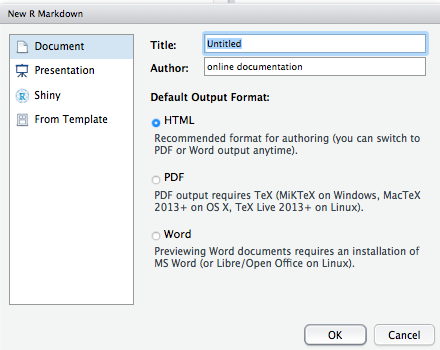 New R Markdown
Document
Presentation
Shiny
From Template
Title:
Untitled
Author:
online documentation
Default Output Format:
HTML
Recommended format for authoring (you can switch to
PDF or Word output anytime).
PDF
PDF output requires TeX (MiKTeX on Windows, MacTeX
2013+ on OS X, TeX Live 2013+ on Linux).
Word
Previewing Word documents requires an installation of
MS Word (or Libre/Open Office on Linux).
OK
Cancel